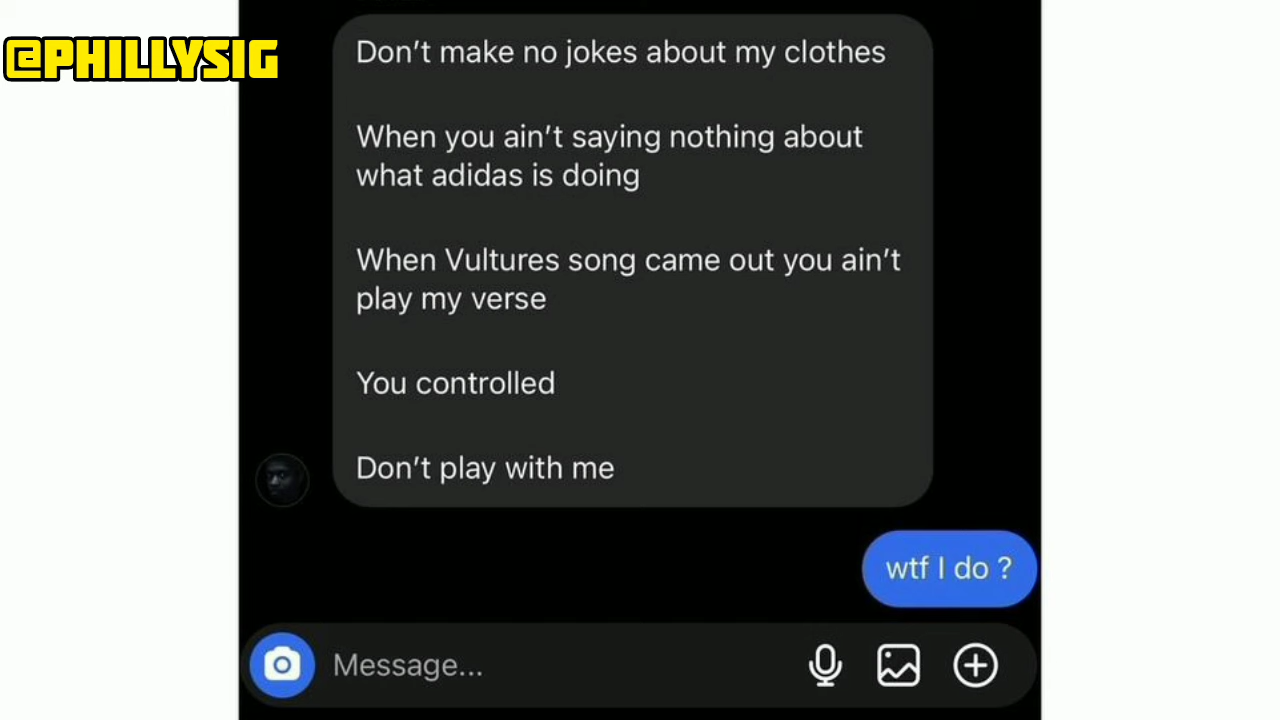 @PHILLYSIG
Don’t make no jokes about my clothes
When you ain’t saying nothing about
what adidas is doing
When Vultures song came out you ain’t
play my verse
You controlled
Don’t play with me
wtf I do ?
Message...